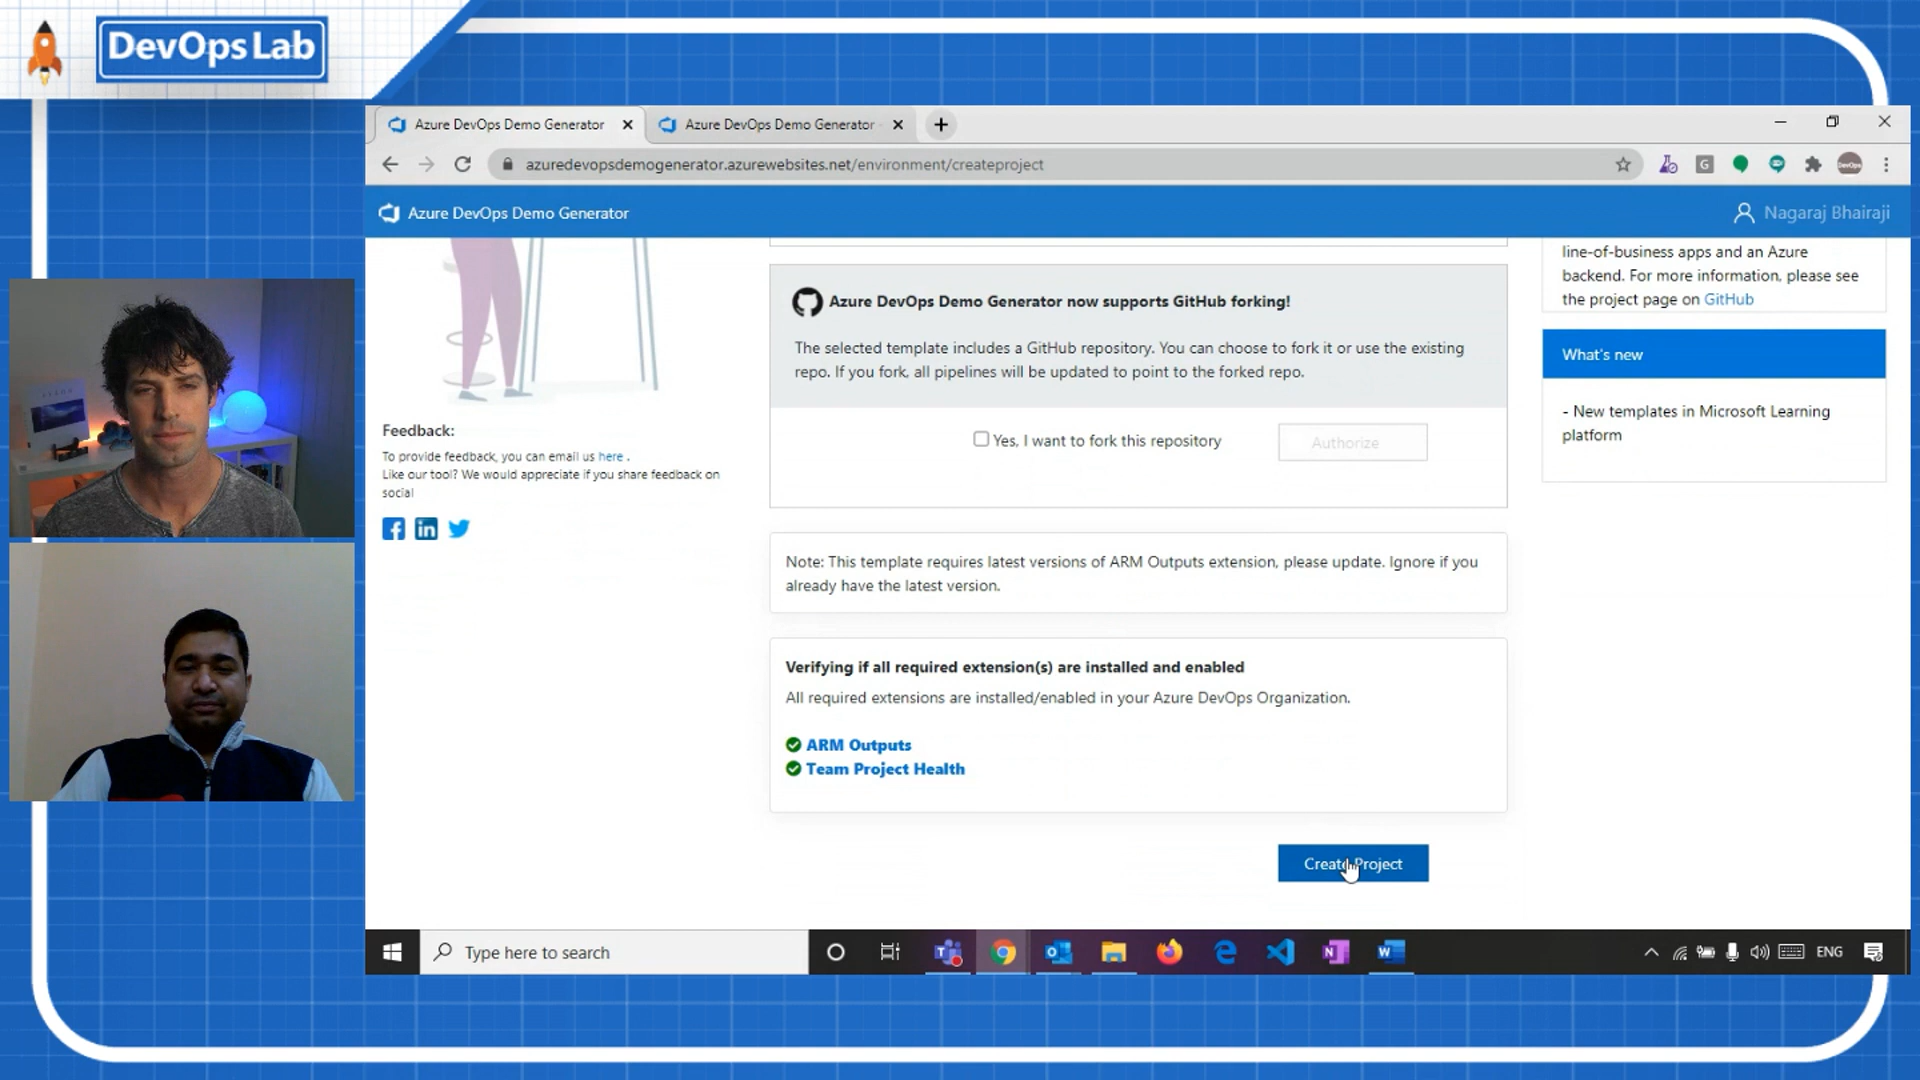 DevOps Lab
Azure DevOps Demo Generator
Azure DevOps Demo Generator
azuredevopsdemogenerator.azurewebsites.net/environment/createproject
G
DevOps
Azure DevOps Demo Generator
Nagaraj Bhairaji
Feedback:
To provide feedback, you can email us here .
Like our tool? We would appreciate if you share feedback on
social
Azure DevOps Demo Generator now supports GitHub forking!
The selected template includes a GitHub repository. You can choose to fork it or use the existing
repo. If you fork, all pipelines will be updated to point to the forked repo.
Yes, I want to fork this repository
Authorize
Note: This template requires latest versions of ARM Outputs extension, please update. Ignore if you
already have the latest version.
Verifying if all required extension(s) are installed and enabled
All required extensions are installed/enabled in your Azure DevOps Organization.
ARM Outputs
Team Project Health
Create Project
line-of-business apps and an Azure
backend. For more information, please see
the project page on GitHub
What's new
- New templates in Microsoft Learning
platform
Type here to search
ENG